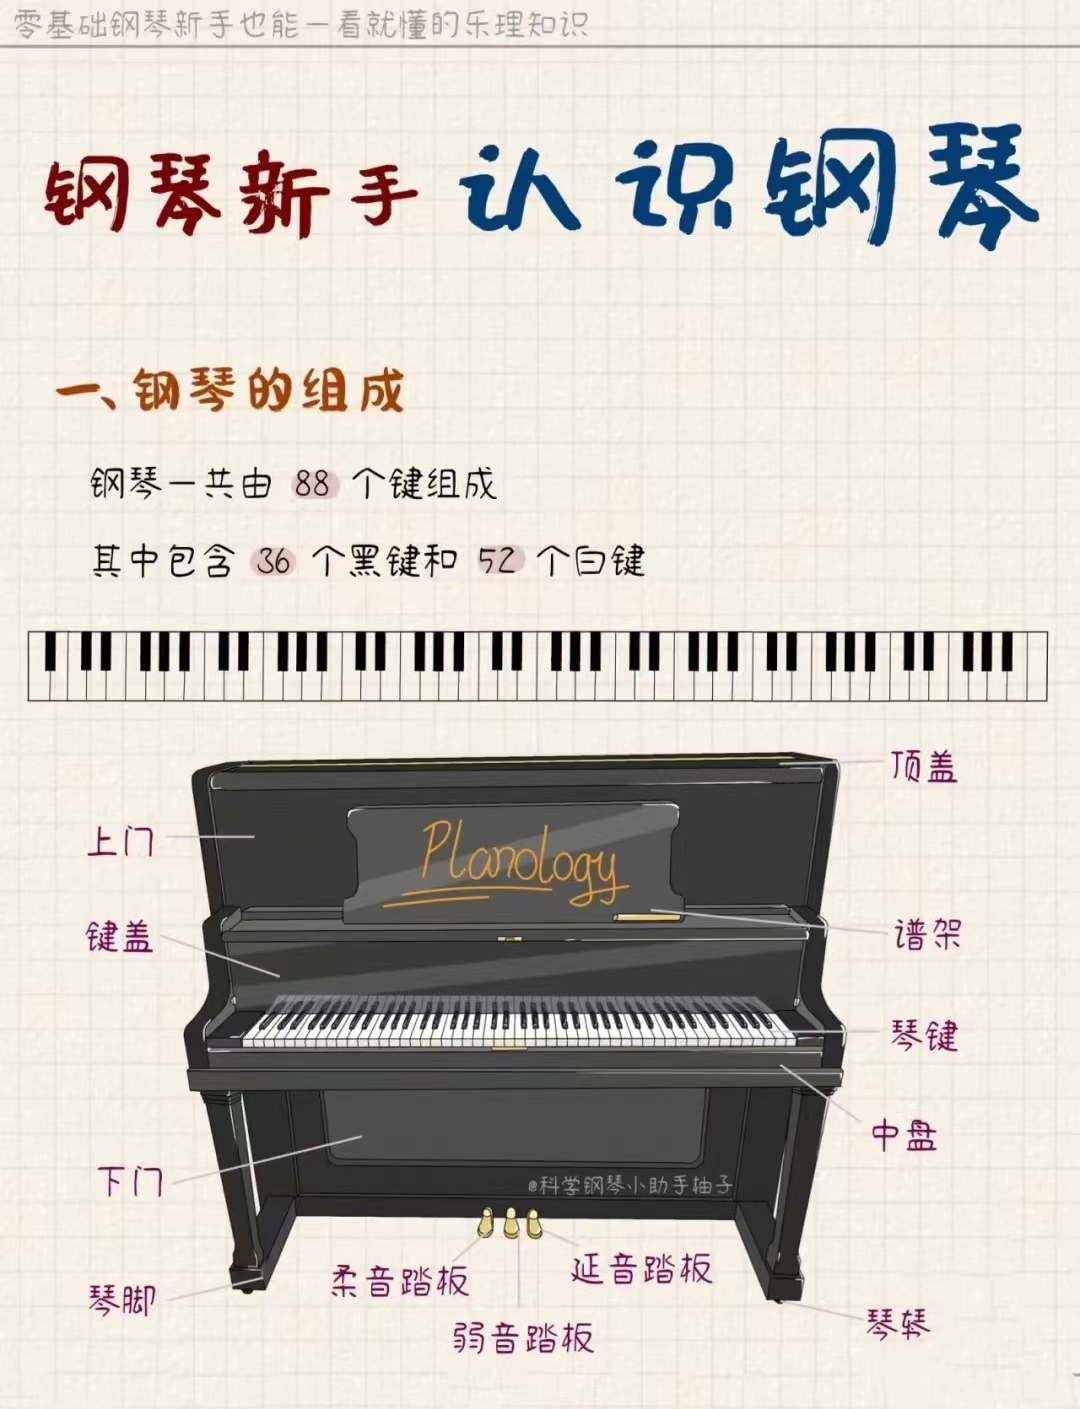 零基础钢琴新手也能一看就懂的乐理知识
钢琴新手 认识钢琴
一、钢琴的组成
钢琴一共由 88 个键组成
其中包含 36 个黑键和 52 个白键
顶盖
上门
Planology
键盖
谱架
琴键
中盘
下门
@科学钢琴小助手柚子
柔音踏板
延音踏板
琴脚
弱音踏板
琴轿